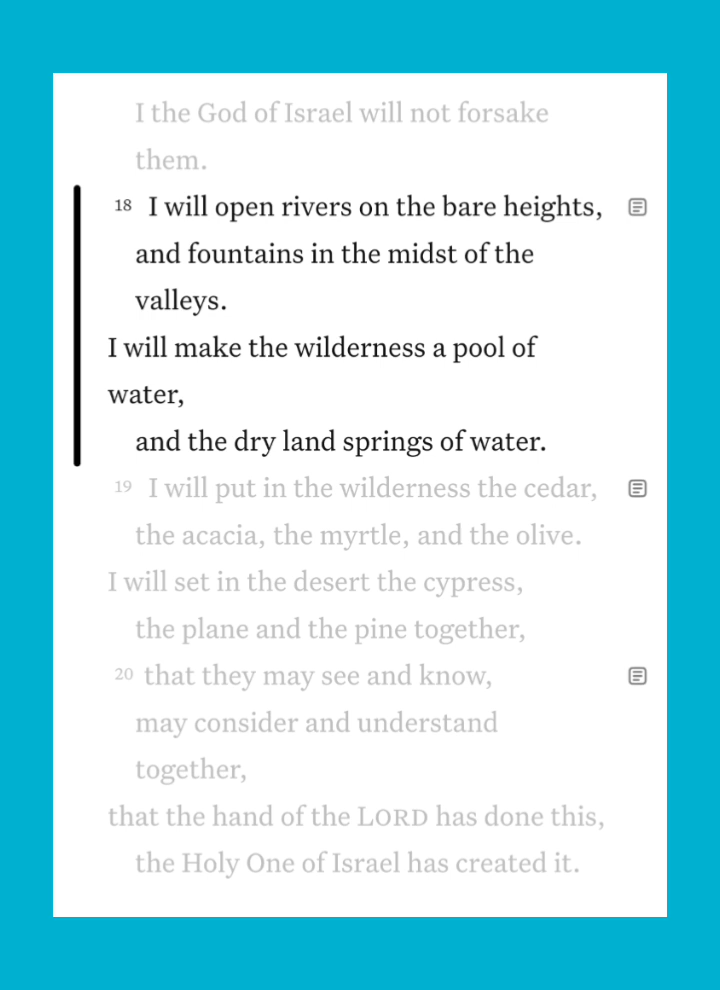 I the God of Israel will not forsake
them.
18 I will open rivers on the bare heights,
and fountains in the midst of the
valleys.
I will make the wilderness a pool of
water,
and the dry land springs of water.
19 I will put in the wilderness the cedar,
the acacia, the myrtle, and the olive.
I will set in the desert the cypress,
the plane and the pine together,
20 that they may see and know,
may consider and understand
together,
that the hand of the LORD has done this,
the Holy One of Israel has created it.